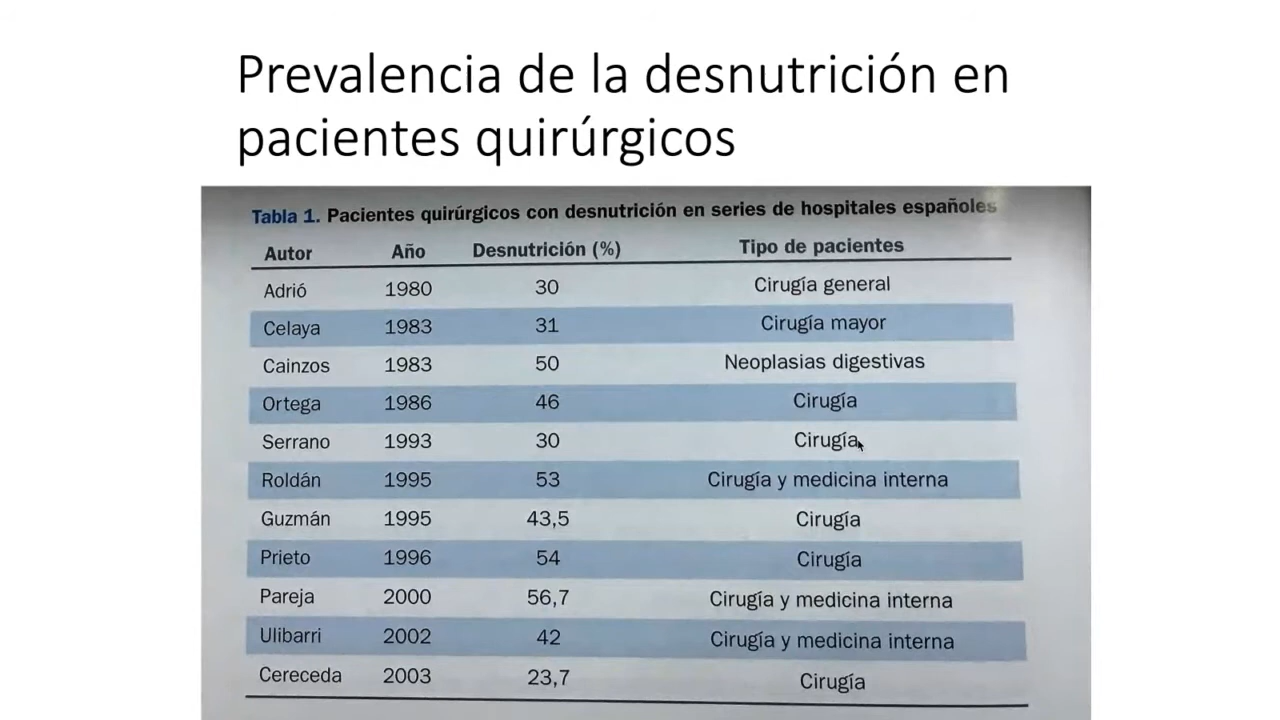 Prevalencia de la desnutrición en
pacientes quirúrgicos
Tabla 1. Pacientes quirúrgicos con desnutrición en series de hospitales españoles
Autor Año Desnutrición (%) Tipo de pacientes
Adrió 1980 30 Cirugía general
Celaya 1983 31 Cirugía mayor
Cainzos 1983 50 Neoplasias digestivas
Ortega 1986 46 Cirugía
Serrano 1993 30 Cirugía
Roldán 1995 53 Cirugía y medicina interna
Guzmán 1995 43,5 Cirugía
Prieto 1996 54 Cirugía
Pareja 2000 56,7 Cirugía y medicina interna
Ulibarri 2002 42 Cirugía y medicina interna
Cereceda 2003 23,7 Cirugía